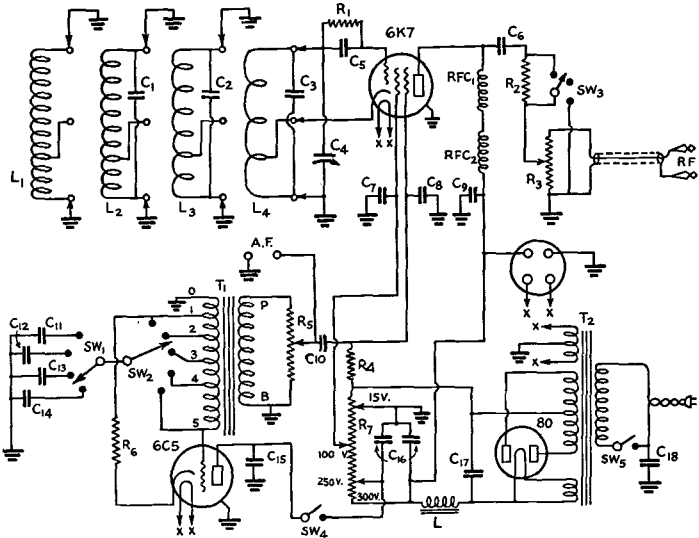 R1
6K7
C6
C5
C1
C2
C3
R2
SW3
RFC1
C4
X X
RFC2
RF
R3
L1
L2
L3
L4
C7
C8
C9
A.F.
X X
0
T1
T2
X
1
P
C12
C11
2
R5
X
SW1
3
C10
R4
C13
SW2
4
15V.
C14
B
R7
80
5
R6
6C5
100 V.
C16
C15
C17
SW5
C18
250V.
300V.
L
X X
SW4